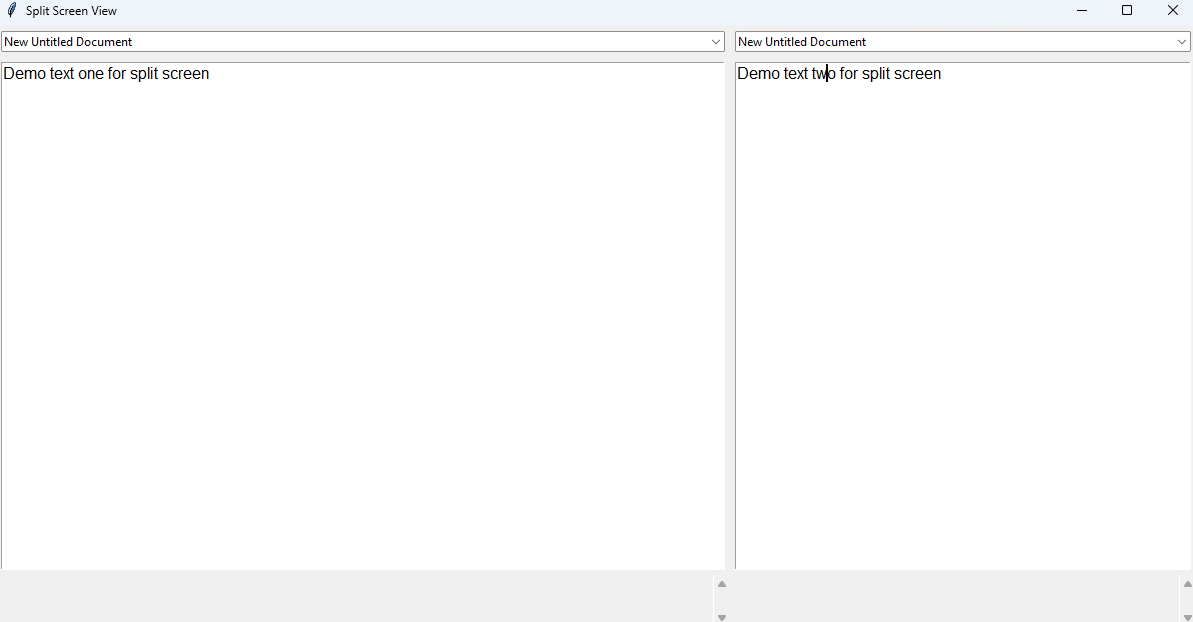 Split Screen View
New Untitled Document
New Untitled Document
Demo text one for split screen
Demo text two for split screen